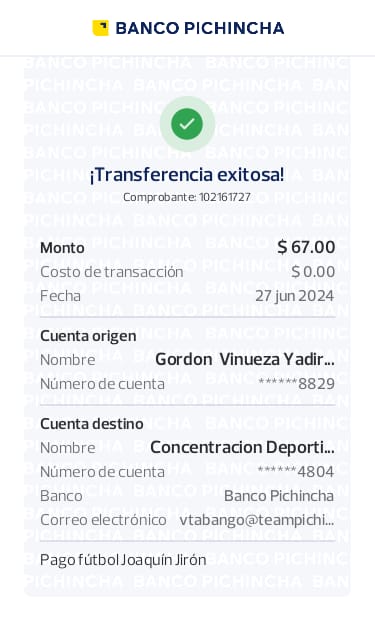 BANCO PICHINCHA
¡Transferencia exitosa!
Comprobante: 102161727
Monto $ 67.00
Costo de transacción $ 0.00
Fecha 27 jun 2024
Cuenta origen
Nombre Gordon Vinueza Yadir...
Número de cuenta ******8829
Cuenta destino
Nombre Concentracion Deporti...
Número de cuenta ******4804
Banco Banco Pichincha
Correo electrónico vtabango@teampichi...
Pago fútbol Joaquín Jirón